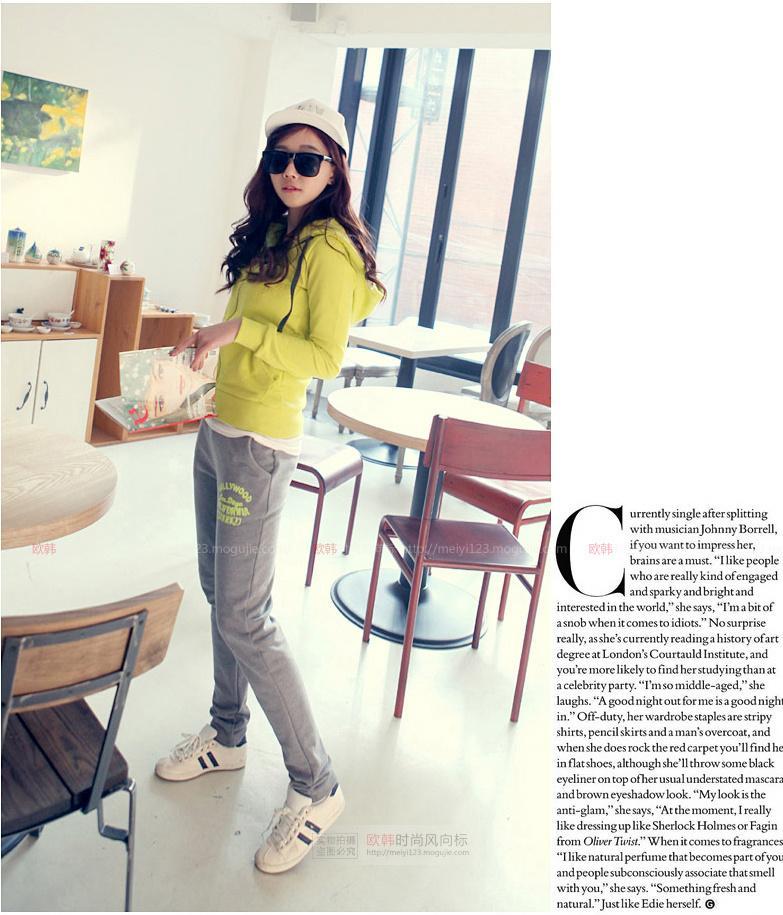 HOLLYWOOD
欧韩
123.mogujie.
欧韩
http://meiyi123.mogujie.com
欧韩
实物拍摄
盗图必究
欧韩时尚风向标
http://meiyi123.mogujie.com
Currently single after splitting
with musician Johnny Borrell,
if you want to impress her,
brains are a must. “I like people
who are really kind of engaged
and sparky and bright and
interested in the world,” she says, “I’m a bit of
a snob when it comes to idiots.” No surprise
really, as she’s currently reading a history of art
degree at London’s Courtauld Institute, and
you’re more likely to find her studying than at
a celebrity party. “I’m so middle-aged,” she
laughs. “A good night out for me is a good night
in.” Off-duty, her wardrobe staples are stripy
shirts, pencil skirts and a man’s overcoat, and
when she does rock the red carpet you’ll find he
in flat shoes, although she’ll throw some black
eyeliner on top of her usual understated mascara
and brown eyeshadow look. “My look is the
anti-glam,” she says, “At the moment, I really
like dressing up like Sherlock Holmes or Fagin
from Oliver Twist.” When it comes to fragrances
“I like natural perfume that becomes part of you
and people subconsciously associate that smell
with you,” she says. “Something fresh and
natural.” Just like Edie herself. G